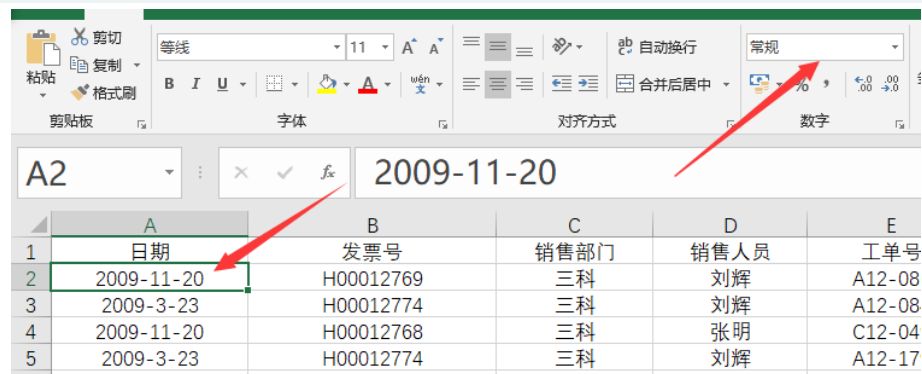 剪切
复制
粘贴
格式刷
剪贴板
等线
11
A A
B I U
A
wén
文
字体
ab 自动换行
合并后居中
对齐方式
常规
%
,
.00
.00
数字
A2
fx
2009-11-20
A B C D E
1 日期 发票号 销售部门 销售人员 工单号
2 2009-11-20 H00012769 三科 刘辉 A12-08
3 2009-3-23 H00012774 三科 刘辉 A12-08
4 2009-11-20 H00012768 三科 张明 C12-04
5 2009-3-23 H00012774 三科 刘辉 A12-17